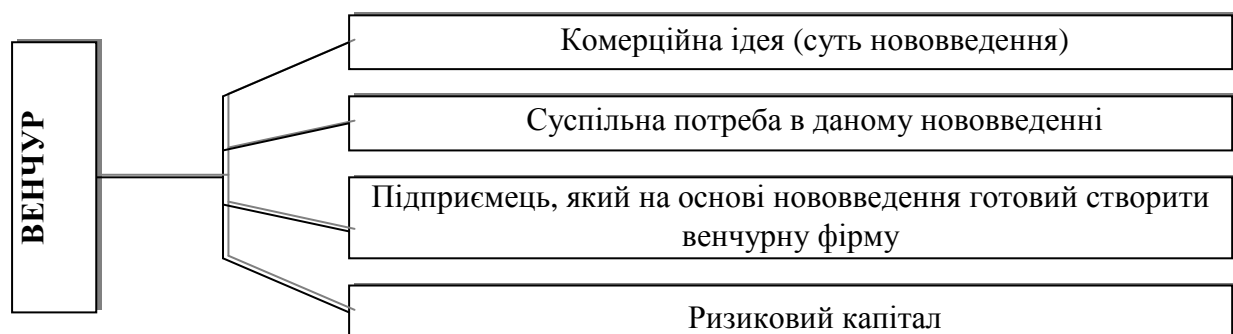 ВЕНЧУР
Комерційна ідея (суть нововведення)
Суспільна потреба в даному нововведенні
Підприємець, який на основі нововведення готовий створити
венчурну фірму
Ризиковий капітал